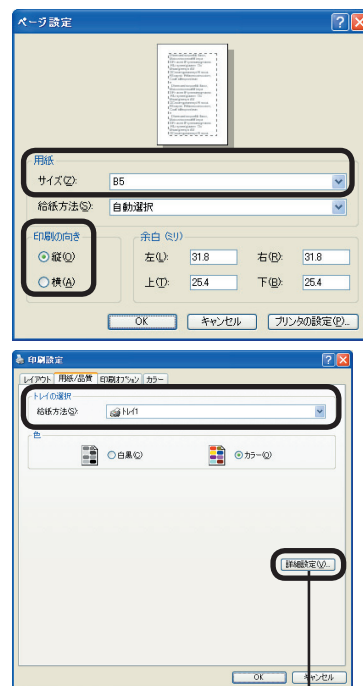 ページ設定
用紙
サイズ(Z): B5
給紙方法(S): 自動選択
印刷の向き 余白 (ミリ)
縦(O) 左(L): 31.8 右(R): 31.8
横(A) 上(T): 25.4 下(B): 25.4
OK キャンセル プリンタの設定(P)...
印刷設定
レイアウト 用紙/品質 印刷オプション カラー
トレイの選択
給紙方法(S): トレイ1
色
白黒(C) カラー(O)
詳細設定(V)...
OK キャンセル